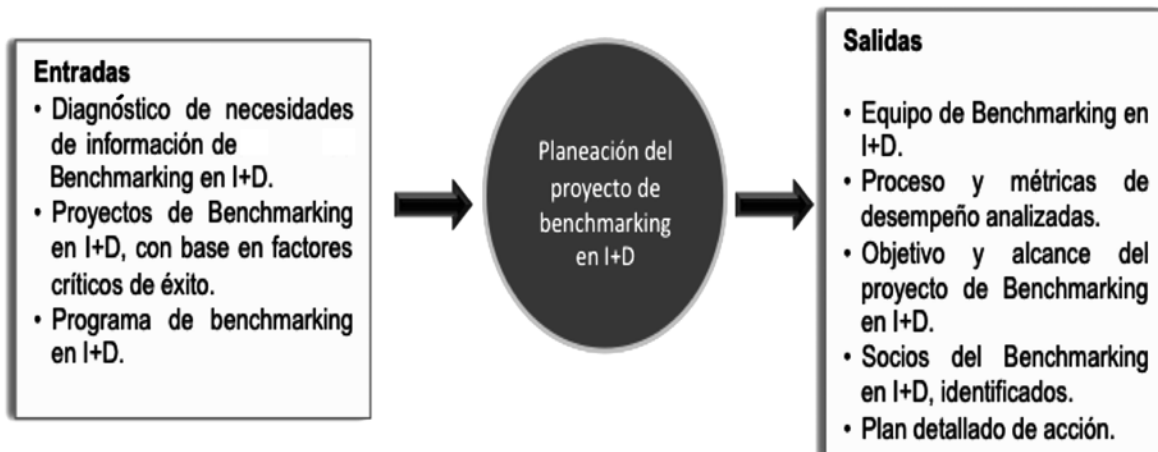 Entradas
• Diagnóstico de necesidades
de información de
Benchmarking en I+D.
• Proyectos de Benchmarking
en I+D, con base en factores
críticos de éxito.
• Programa de benchmarking
en I+D.
Planeación del
proyecto de
benchmarking
en I+D
Salidas
• Equipo de Benchmarking en
I+D.
• Proceso y métricas de
desempeño analizadas.
• Objetivo y alcance del
proyecto de Benchmarking
en I+D.
• Socios del Benchmarking
en I+D, identificados.
• Plan detallado de acción.